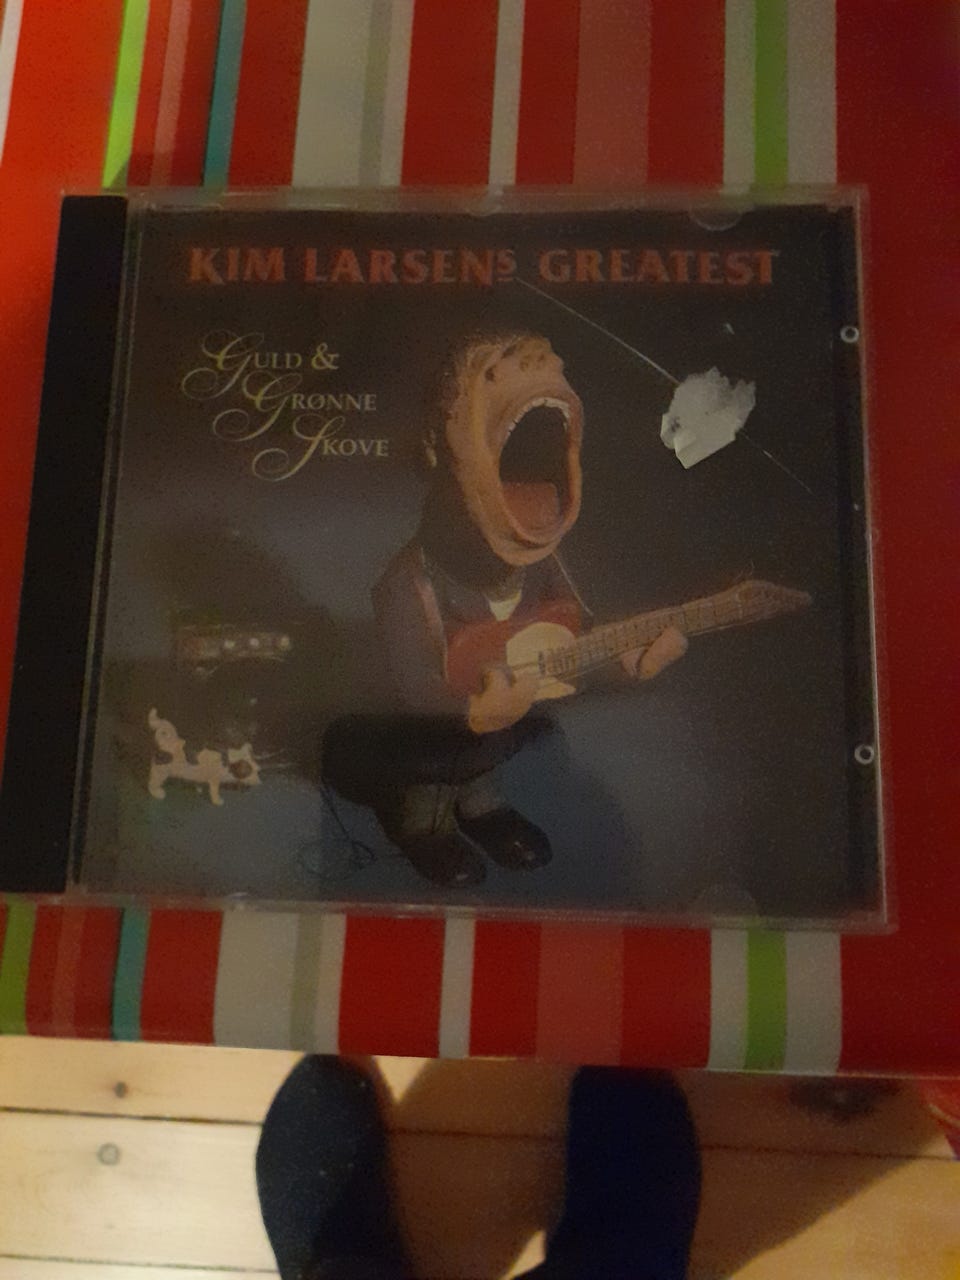 KIM LARSENS GREATEST
GULD &
GRØNNE
SKOVE